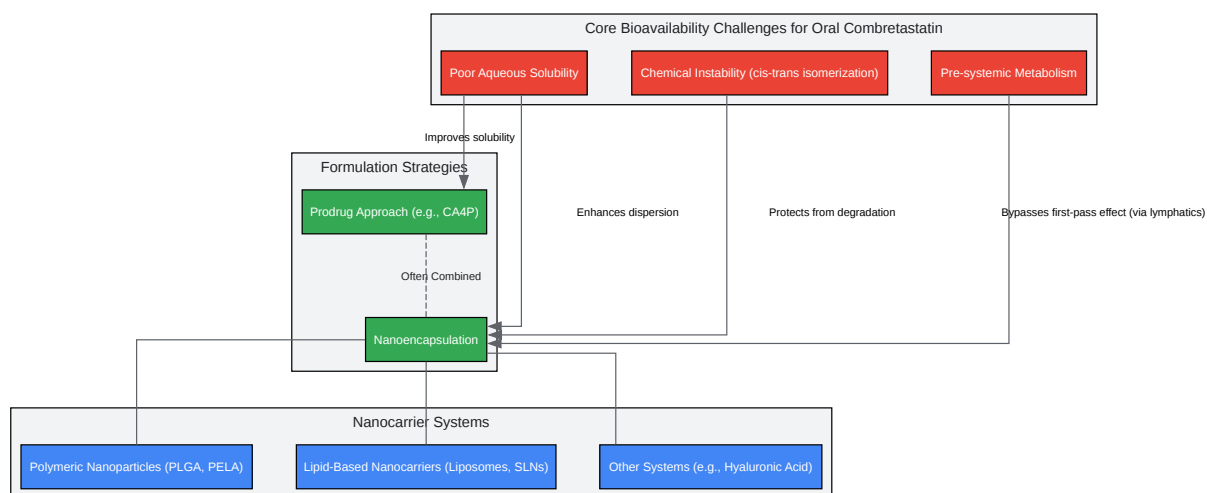 Core Bioavailability Challenges for Oral Combretastatin
Poor Aqueous Solubility
Chemical Instability (cis-trans isomerization)
Pre-systemic Metabolism
Improves solubility
Formulation Strategies
Prodrug Approach (e.g., CA4P)
Enhances dispersion
Protects from degradation
Bypasses first-pass effect (via lymphatics)
Often Combined
Nanoencapsulation
Nanocarrier Systems
Polymeric Nanoparticles (PLGA, PELA)
Lipid-Based Nanocarriers (Liposomes, SLNs)
Other Systems (e.g., Hyaluronic Acid)